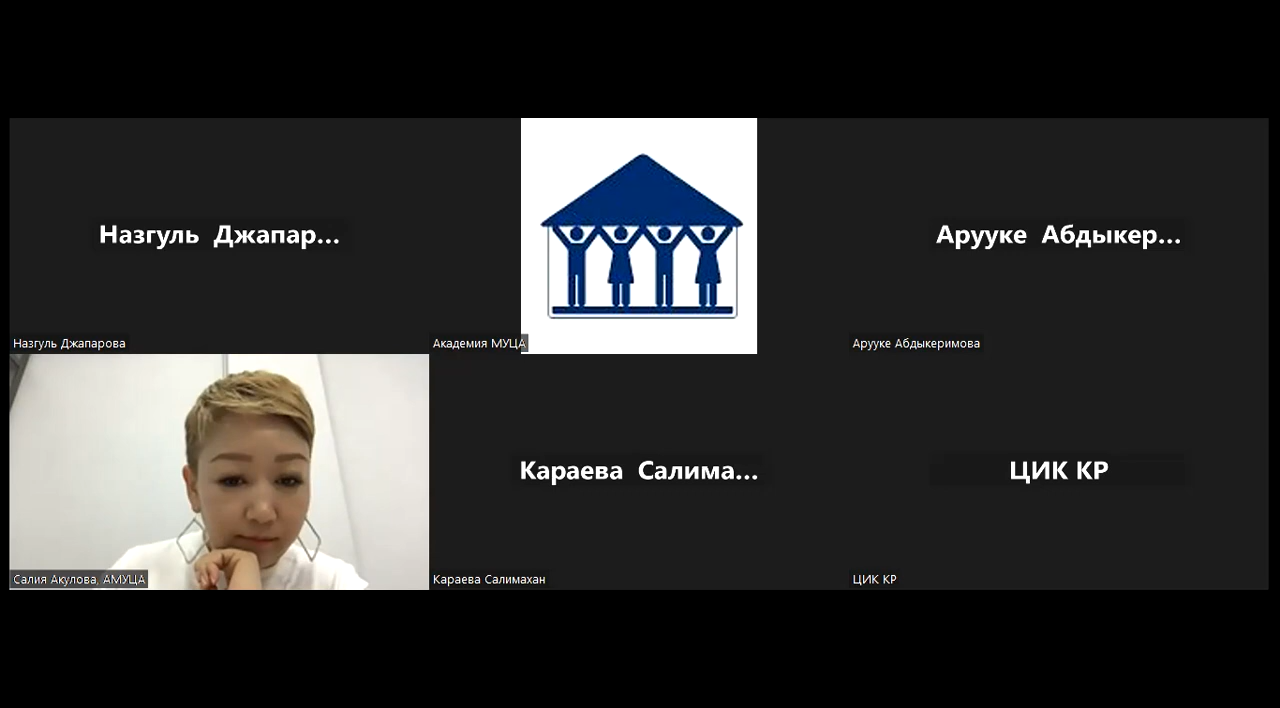 Назгуль Джапар...
Арууке Абдыкер...
Назгуль Джапарова
Академия МУЦА
Арууке Абдыкеримова
Караева Салима...
ЦИК КР
Салия Акулова, АМУЦА
Караева Салимахан
ЦИК КР